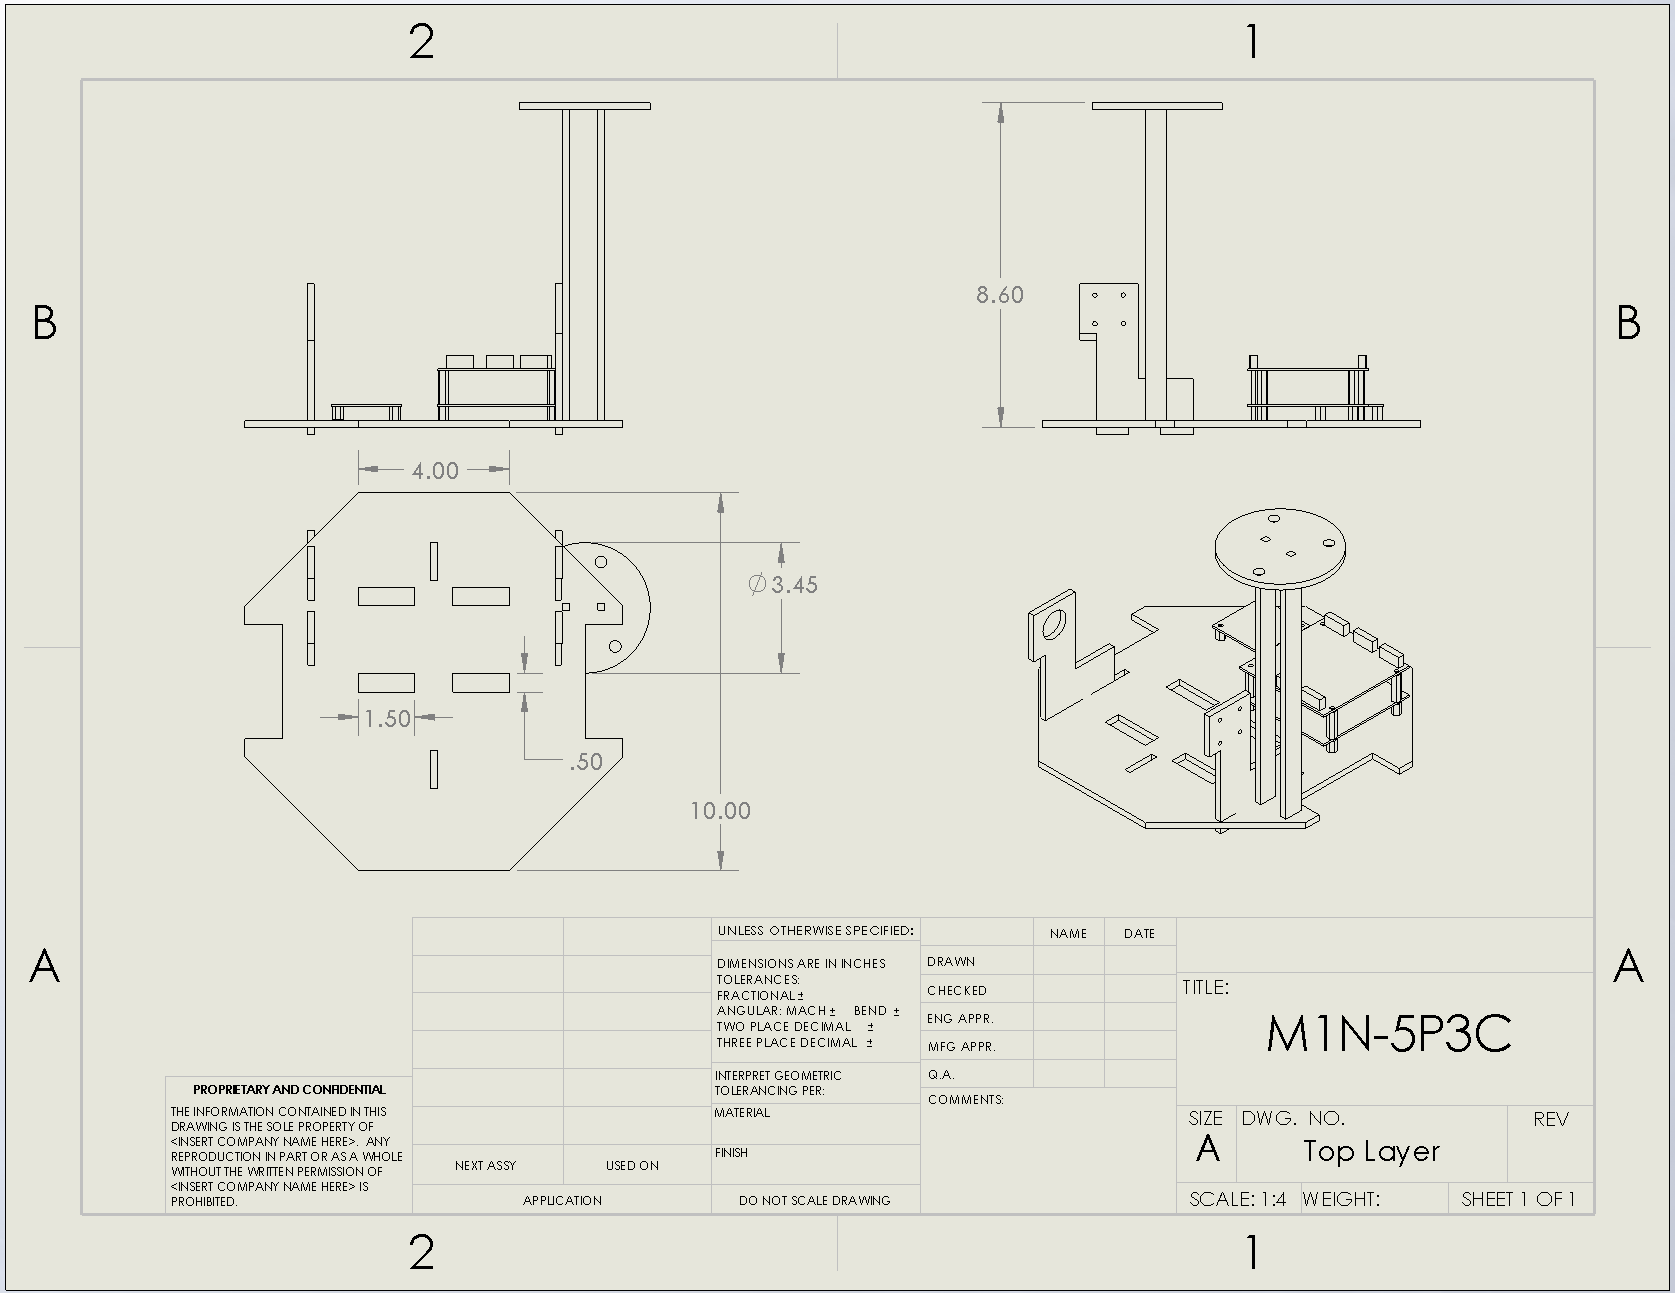 2 1
B B
8.60
4.00
Ø3.45
1.50
.50
10.00
A A
UNLESS OTHERWISE SPECIFIED:
DIMENSIONS ARE IN INCHES
TOLERANCES:
FRACTIONAL ±
ANGULAR: MACH ± BEND ±
TWO PLACE DECIMAL ±
THREE PLACE DECIMAL ±
INTERPRET GEOMETRIC
TOLERANCING PER:
MATERIAL
FINISH
DO NOT SCALE DRAWING
NAME DATE
DRAWN
CHECKED
ENG APPR.
MFG APPR.
Q.A.
COMMENTS:
TITLE:
M1N-5P3C
SIZE DWG. NO. REV
A Top Layer
SCALE: 1:4 WEIGHT: SHEET 1 OF 1
PROPRIETARY AND CONFIDENTIAL
THE INFORMATION CONTAINED IN THIS
DRAWING IS THE SOLE PROPERTY OF
<INSERT COMPANY NAME HERE>. ANY
REPRODUCTION IN PART OR AS A WHOLE
WITHOUT THE WRITTEN PERMISSION OF
<INSERT COMPANY NAME HERE> IS
PROHIBITED.
NEXT ASSY USED ON
APPLICATION
2 1